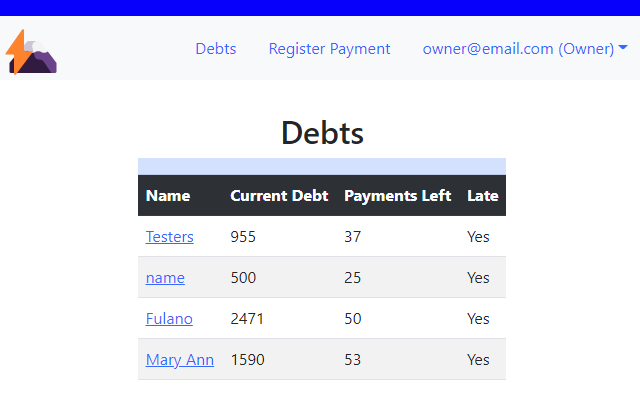 Debts Register Payment owner@email.com (Owner)
Debts
Name Current Debt Payments Left Late
Testers 955 37 Yes
name 500 25 Yes
Fulano 2471 50 Yes
Mary Ann 1590 53 Yes